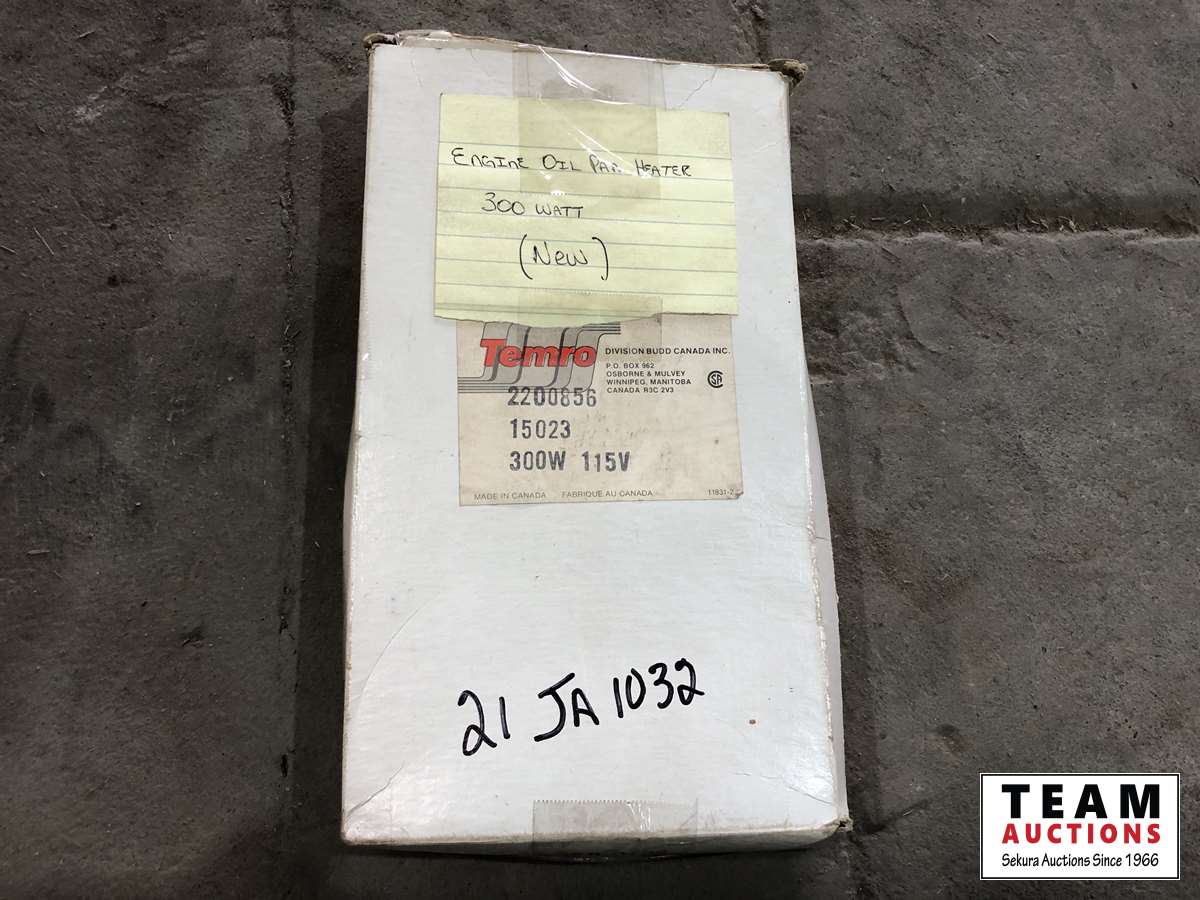 ENGINE OIL PAN HEATER
300 WATT
(NEW)
Temro
DIVISION BUDD CANADA INC.
P.O. BOX 962
OSBORNE & MULVEY
WINNIPEG, MANITOBA
CANADA R3C 2V3
2200856
15023
300W 115V
MADE IN CANADA FABRIQUE AU CANADA 11831-2
21 JA 1032
TEAM
AUCTIONS
Sekura Auctions Since 1966